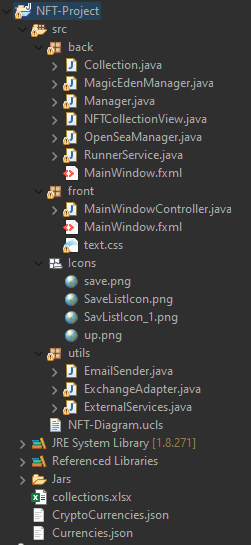 NFT-Project
src
back
Collection.java
MagicEdenManager.java
Manager.java
NFTCollectionView.java
OpenSeaManager.java
RunnerService.java
MainWindow.fxml
front
MainWindowController.java
MainWindow.fxml
text.css
Icons
save.png
SaveListIcon.png
SavListIcon_1.png
up.png
utils
EmailSender.java
ExchangeAdapter.java
ExternalServices.java
NFT-Diagram.ucls
JRE System Library [1.8.271]
Referenced Libraries
Jars
collections.xlsx
CryptoCurrencies.json
Currencies.json